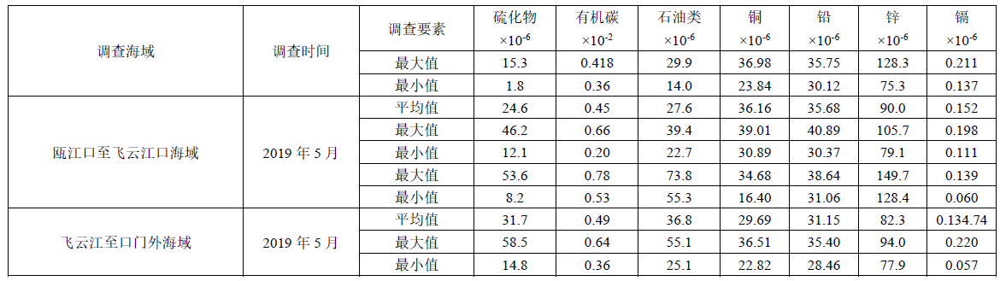 调查海域 调查时间 调查要素 硫化物 ×10-6 有机碳 ×10-2 石油类 ×10-6 铜 ×10-6 铅 ×10-6 锌 ×10-6 镉 ×10-6
最大值 15.3 0.418 29.9 36.98 35.75 128.3 0.211
最小值 1.8 0.36 14.0 23.84 30.12 75.3 0.137
瓯江口至飞云江口海域 2019 年 5 月 平均值 24.6 0.45 27.6 36.16 35.68 90.0 0.152
最大值 46.2 0.66 39.4 39.01 40.89 105.7 0.198
最小值 12.1 0.20 22.7 30.89 30.37 79.1 0.111
最大值 53.6 0.78 73.8 34.68 38.64 149.7 0.139
最小值 8.2 0.53 55.3 16.40 31.06 128.4 0.060
飞云江至口门外海域 2019 年 5 月 平均值 31.7 0.49 36.8 29.69 31.15 82.3 0.134.74
最大值 58.5 0.64 55.1 36.51 35.40 94.0 0.220
最小值 14.8 0.36 25.1 22.82 28.46 77.9 0.057